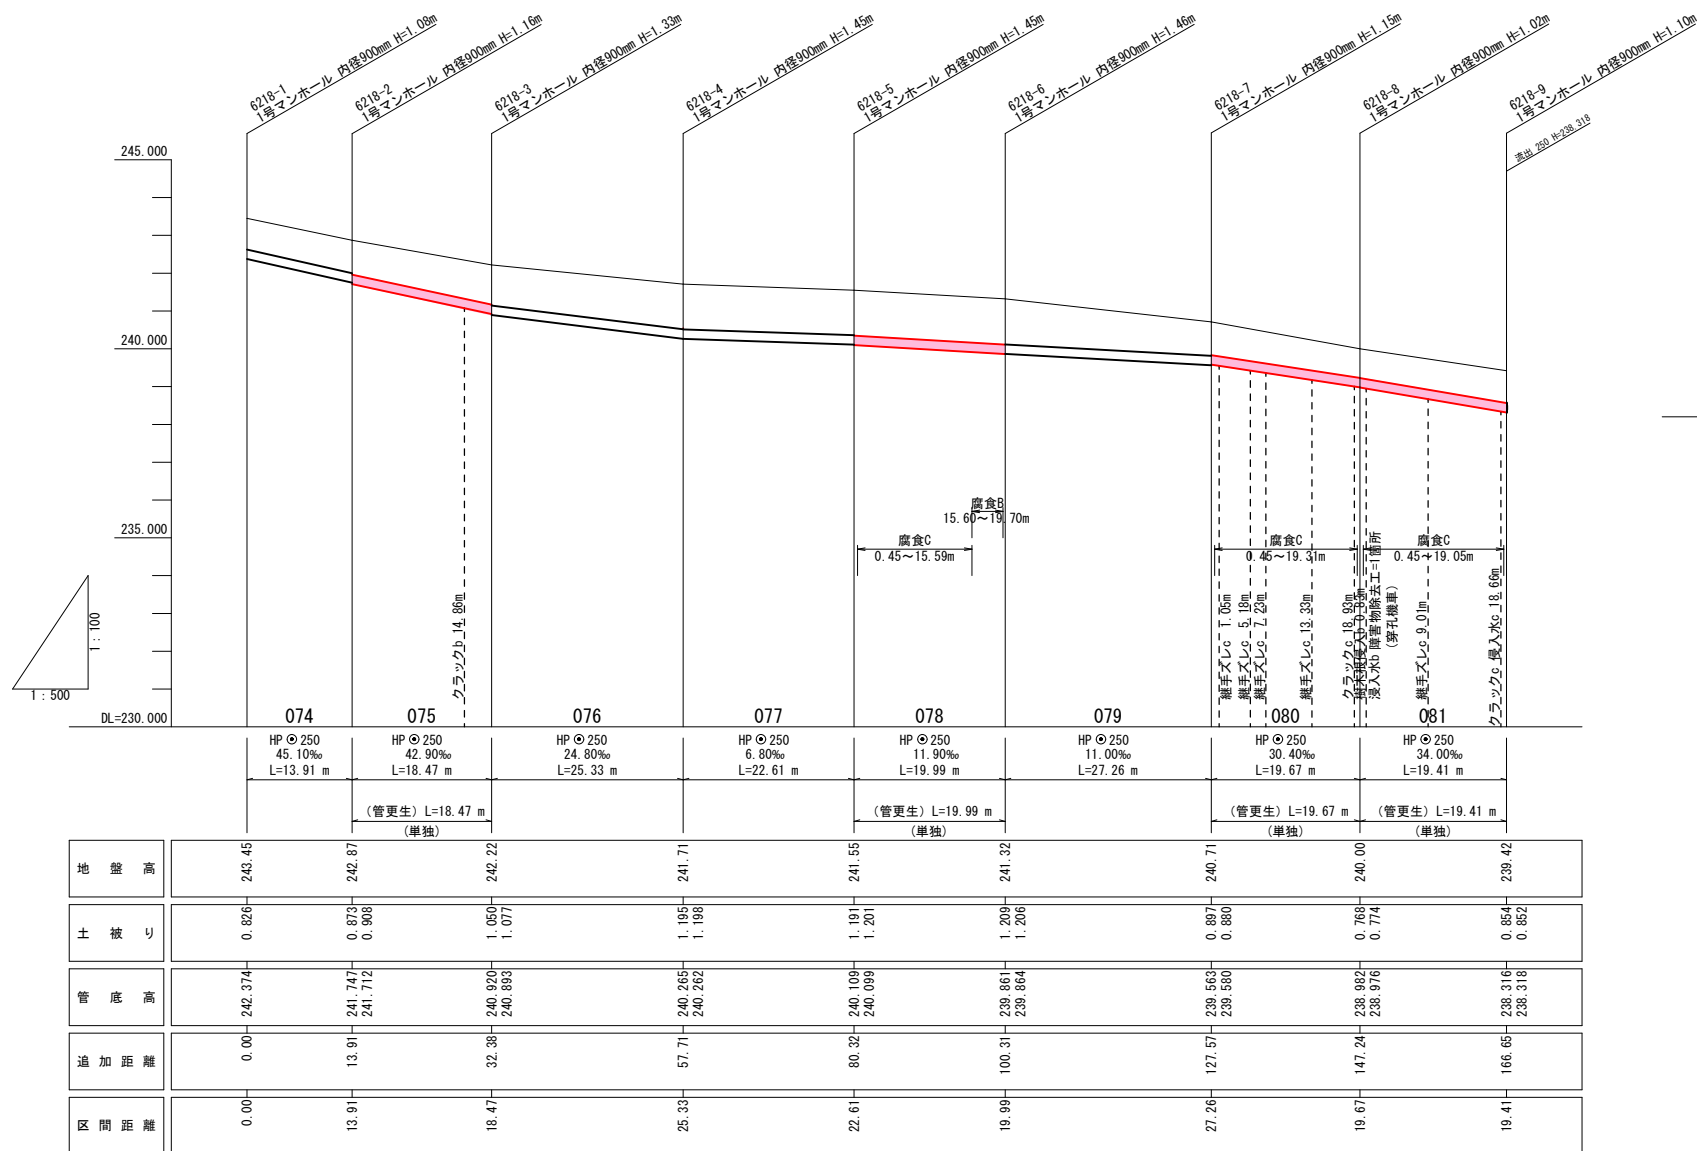 6218-1
1号マンホール 内径900mm H=1.08m
6218-2
1号マンホール 内径900mm H=1.16m
6218-3
1号マンホール 内径900mm H=1.33m
6218-4
1号マンホール 内径900mm H=1.45m
6218-5
1号マンホール 内径900mm H=1.45m
6218-6
1号マンホール 内径900mm H=1.46m
6218-7
1号マンホール 内径900mm H=1.15m
6218-8
1号マンホール 内径900mm H=1.02m
6218-9
1号マンホール 内径900mm H=1.10m
流出 250 H=238.318
245.000
240.000
235.000
DL=230.000
1：100
1：500
クラックb 14.86m
腐食C
0.45～15.59m
腐食B
15.60～19.70m
腐食C
0.45～19.31m
腐食C
0.45～19.05m
継手ズレc 1.05m
継手ズレc 5.18m
継手ズレc 7.23m
継手ズレc 13.33m
クラックc 18.93m
樹木根侵入b 0.83m
浸入水b 障害物除去工=1箇所
(穿孔機車)
継手ズレc 9.01m
クラックc 侵入水c 18.66m
074 075 076 077 078 079 080 081
HP ◉ 250
45.10‰
L=13.91 m
HP ◉ 250
42.90‰
L=18.47 m
HP ◉ 250
24.80‰
L=25.33 m
HP ◉ 250
6.80‰
L=22.61 m
HP ◉ 250
11.90‰
L=19.99 m
HP ◉ 250
11.00‰
L=27.26 m
HP ◉ 250
30.40‰
L=19.67 m
HP ◉ 250
34.00‰
L=19.41 m
(管更生) L=18.47 m
(単独)
(管更生) L=19.99 m
(単独)
(管更生) L=19.67 m
(単独)
(管更生) L=19.41 m
(単独)
地盤高 243.45 242.87 242.22 241.71 241.55 241.32 240.71 240.00 239.42
土被り 0.826 0.873 1.050 1.195 1.191 1.209 0.897 0.768 0.854
0.908 1.077 1.198 1.201 1.206 0.880 0.774 0.852
管底高 242.374 241.747 240.920 240.265 240.109 239.861 239.563 238.982 238.316
241.712 240.893 240.262 240.099 239.864 239.580 238.976 238.318
追加距離 0.00 13.91 32.38 57.71 80.32 100.31 127.57 147.24 166.65
区間距離 0.00 13.91 18.47 25.33 22.61 19.99 27.26 19.67 19.41